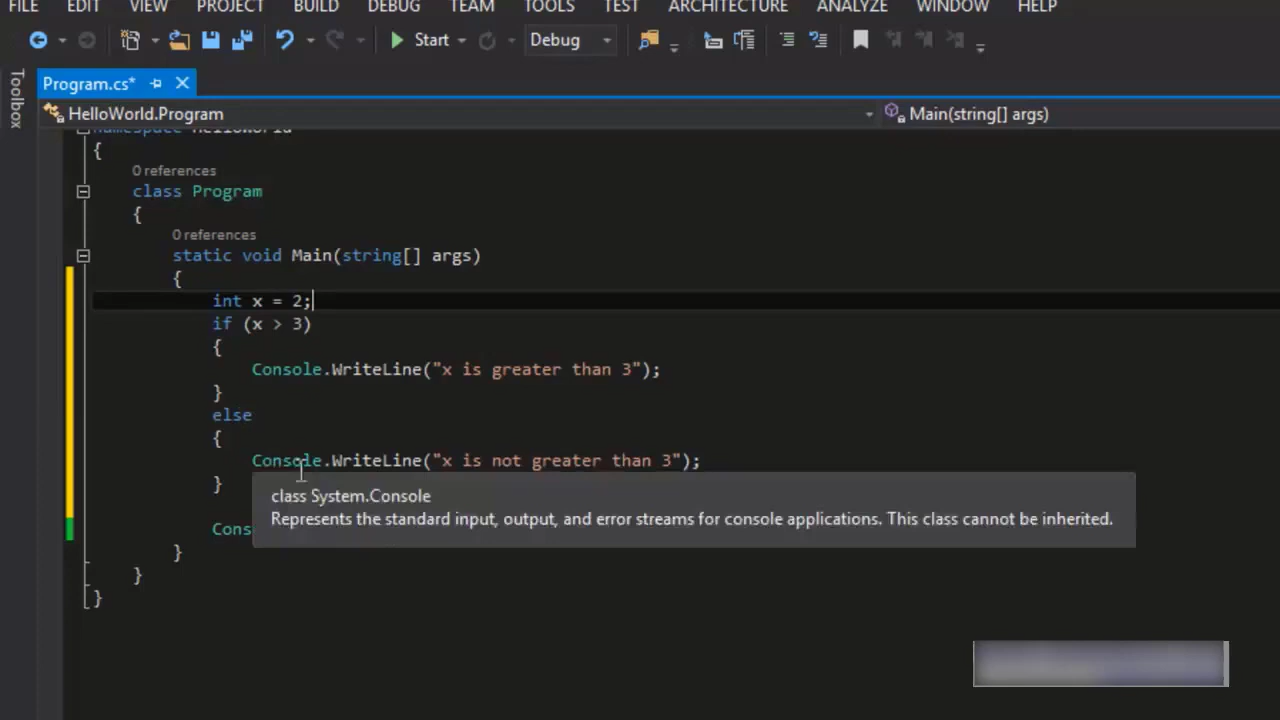 FILE EDIT VIEW PROJECT BUILD DEBUG TEAM TOOLS TEST ARCHITECTURE ANALYZE WINDOW HELP
Start Debug
Toolbox
Program.cs*
HelloWorld.Program Main(string[] args)
namespace HelloWorld
{
0 references
class Program
{
0 references
static void Main(string[] args)
{
int x = 2;
if (x > 3)
{
Console.WriteLine("x is greater than 3");
}
else
{
Console.WriteLine("x is not greater than 3");
}
class System.Console
Represents the standard input, output, and error streams for console applications. This class cannot be inherited.
Cons
}
}
}